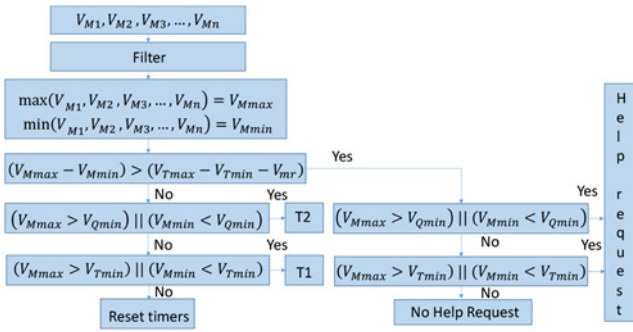 V_{M1}, V_{M2}, V_{M3}, ..., V_{Mn}
Filter
max(V_{M1}, V_{M2}, V_{M3}, ..., V_{Mn}) = V_{Mmax}
min(V_{M1}, V_{M2}, V_{M3}, ..., V_{Mn}) = V_{Mmin}
(V_{Mmax} − V_{Mmin}) > (V_{Tmax} − V_{Tmin} − V_{mr})
Yes
No
Yes
(V_{Mmax} > V_{Qmin}) || (V_{Mmin} < V_{Qmin})
T2
No
Yes
(V_{Mmax} > V_{Tmin}) || (V_{Mmin} < V_{Tmin})
T1
No
Reset timers
Yes
(V_{Mmax} > V_{Qmin}) || (V_{Mmin} < V_{Qmin})
No
Yes
(V_{Mmax} > V_{Tmin}) || (V_{Mmin} < V_{Tmin})
No
No Help Request
Help request